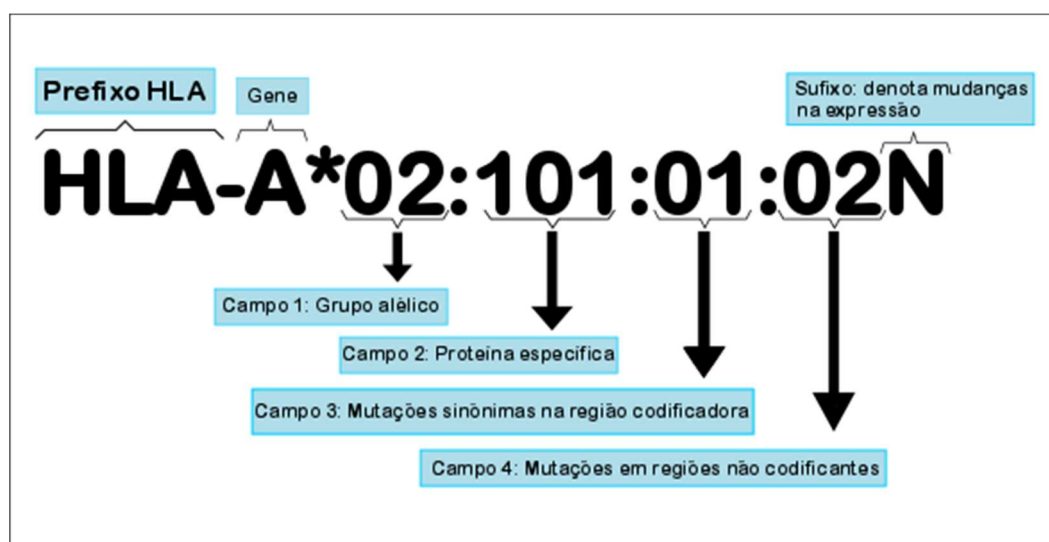 Prefixo HLA
Gene
Sufixo: denota mudanças
na expressão
HLA-A*02:101:01:02N
Campo 1: Grupo alèlico
Campo 2: Proteína específica
Campo 3: Mutações sinônimas na região codificadora
Campo 4: Mutações em regiões não codificantes